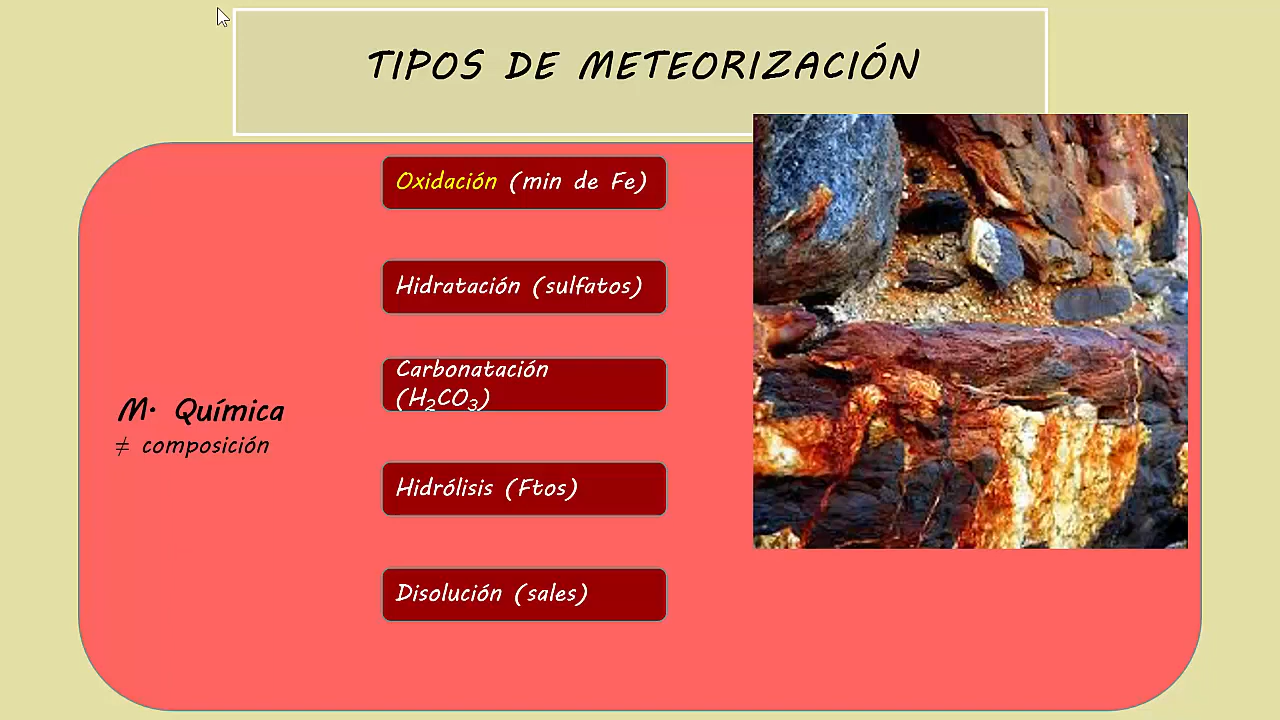 TIPOS DE METEORIZACIÓN
Oxidación (min de Fe)
Hidratación (sulfatos)
Carbonatación
(H₂CO₃)
M. Química
≠ composición
Hidrólisis (Ftos)
Disolución (sales)